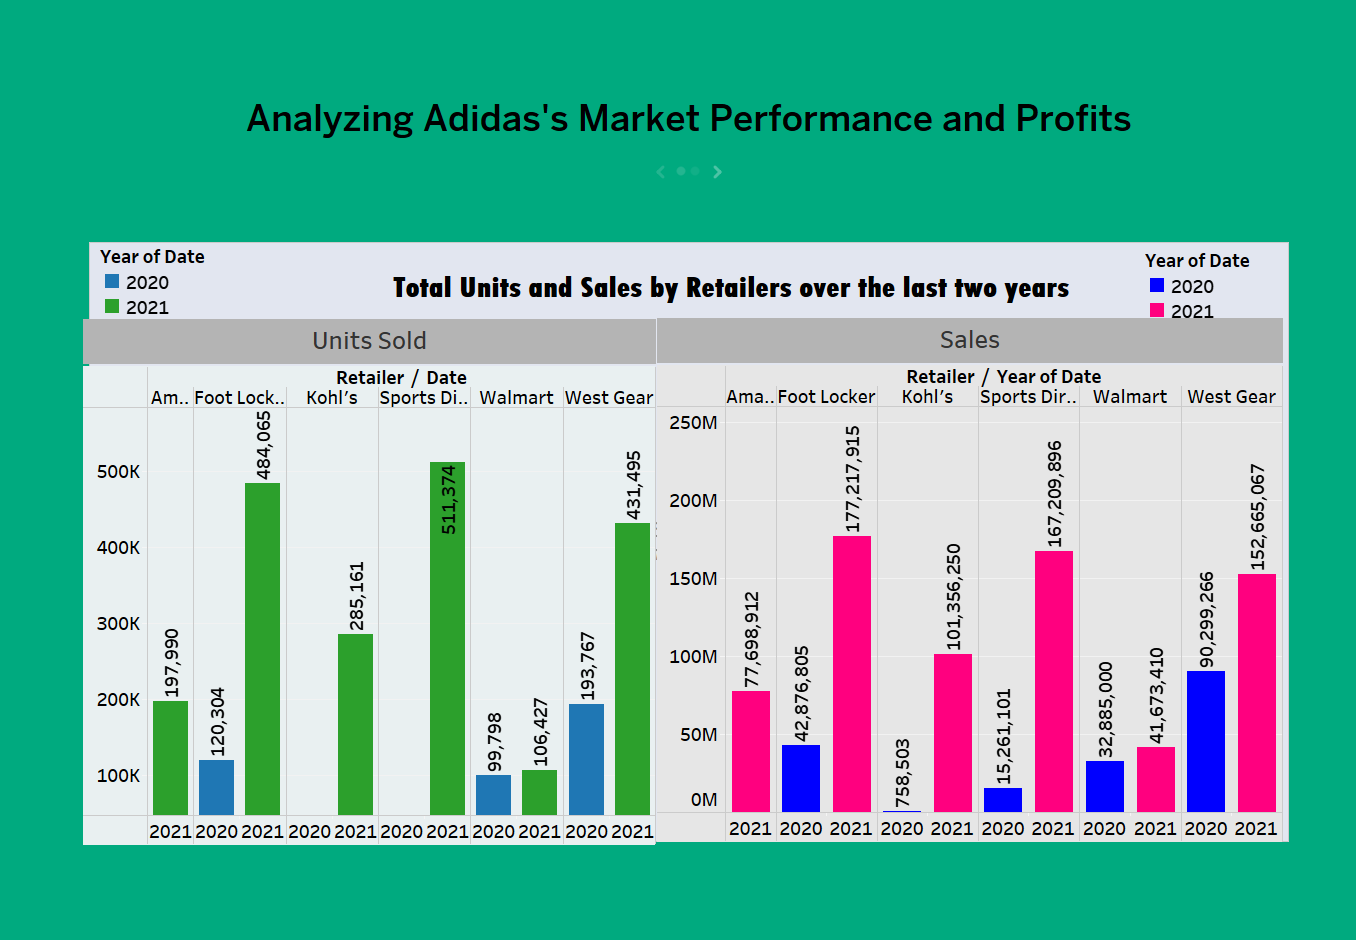 Analyzing Adidas's Market Performance and Profits
Year of Date
2020
2021
Total Units and Sales by Retailers over the last two years
Year of Date
2020
2021
Units Sold
Retailer / Date
Am.. Foot Lock.. Kohl's Sports Di.. Walmart West Gear
500K
400K
300K
200K
100K
197,990
120,304
484,065
285,161
511,374
99,798
106,427
193,767
431,495
2021 2020 2021 2020 2021 2020 2021 2020 2021 2020 2021
Sales
Retailer / Year of Date
Ama.. Foot Locker Kohl's Sports Dir.. Walmart West Gear
250M
200M
150M
100M
50M
0M
77,698,912
42,876,805
177,217,915
758,503
101,356,250
15,261,101
167,209,896
32,885,000
41,673,410
90,299,266
152,665,067
2021 2020 2021 2020 2021 2020 2021 2020 2021 2020 2021